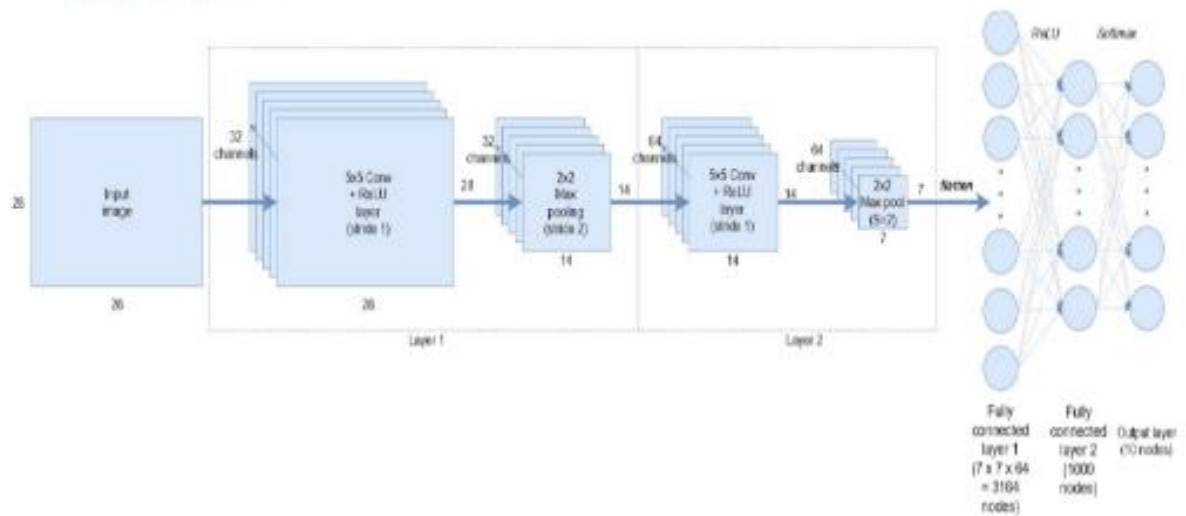 28
Input
image
28
32
channels
5x5 Conv
+ ReLU
layer
(stride 1)
28
28
32
channels
2x2
Max
pooling
(stride 2)
14
14
Layer 1
64
channels
5x5 Conv
+ ReLU
layer
(stride 1)
14
14
64
channels
2x2
Max pool
(S=2)
7
7
Layer 2
flatten
ReLU
Softmax
Fully
connected
layer 1
(7 x 7 x 64
= 3164
nodes)
Fully
connected
layer 2
(1000
nodes)
Output layer
(10 nodes)